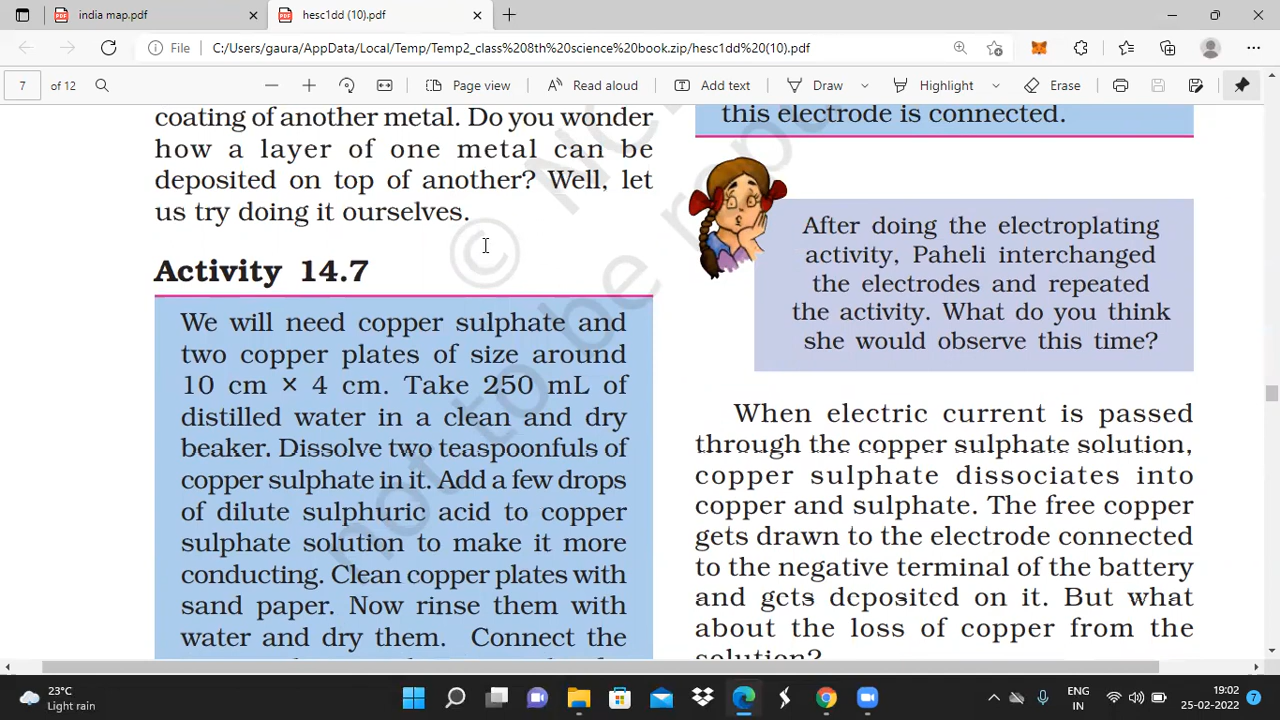 india map.pdf
hesc1dd (10).pdf
File
C:/Users/gaura/AppData/Local/Temp/Temp2_class%208th%20science%20book.zip/hesc1dd%20(10).pdf
7 of 12
Page view
Read aloud
Add text
Draw
Highlight
Erase
coating of another metal. Do you wonder
how a layer of one metal can be
deposited on top of another? Well, let
us try doing it ourselves.
Activity 14.7
We will need copper sulphate and
two copper plates of size around
10 cm × 4 cm. Take 250 mL of
distilled water in a clean and dry
beaker. Dissolve two teaspoonfuls of
copper sulphate in it. Add a few drops
of dilute sulphuric acid to copper
sulphate solution to make it more
conducting. Clean copper plates with
sand paper. Now rinse them with
water and dry them. Connect the
this electrode is connected.
After doing the electroplating
activity, Paheli interchanged
the electrodes and repeated
the activity. What do you think
she would observe this time?
When electric current is passed
through the copper sulphate solution,
copper sulphate dissociates into
copper and sulphate. The free copper
gets drawn to the electrode connected
to the negative terminal of the battery
and gets deposited on it. But what
about the loss of copper from the
solution?
not to be repu
© NC
23°C
Light rain
ENG
IN
19:02
25-02-2022
7